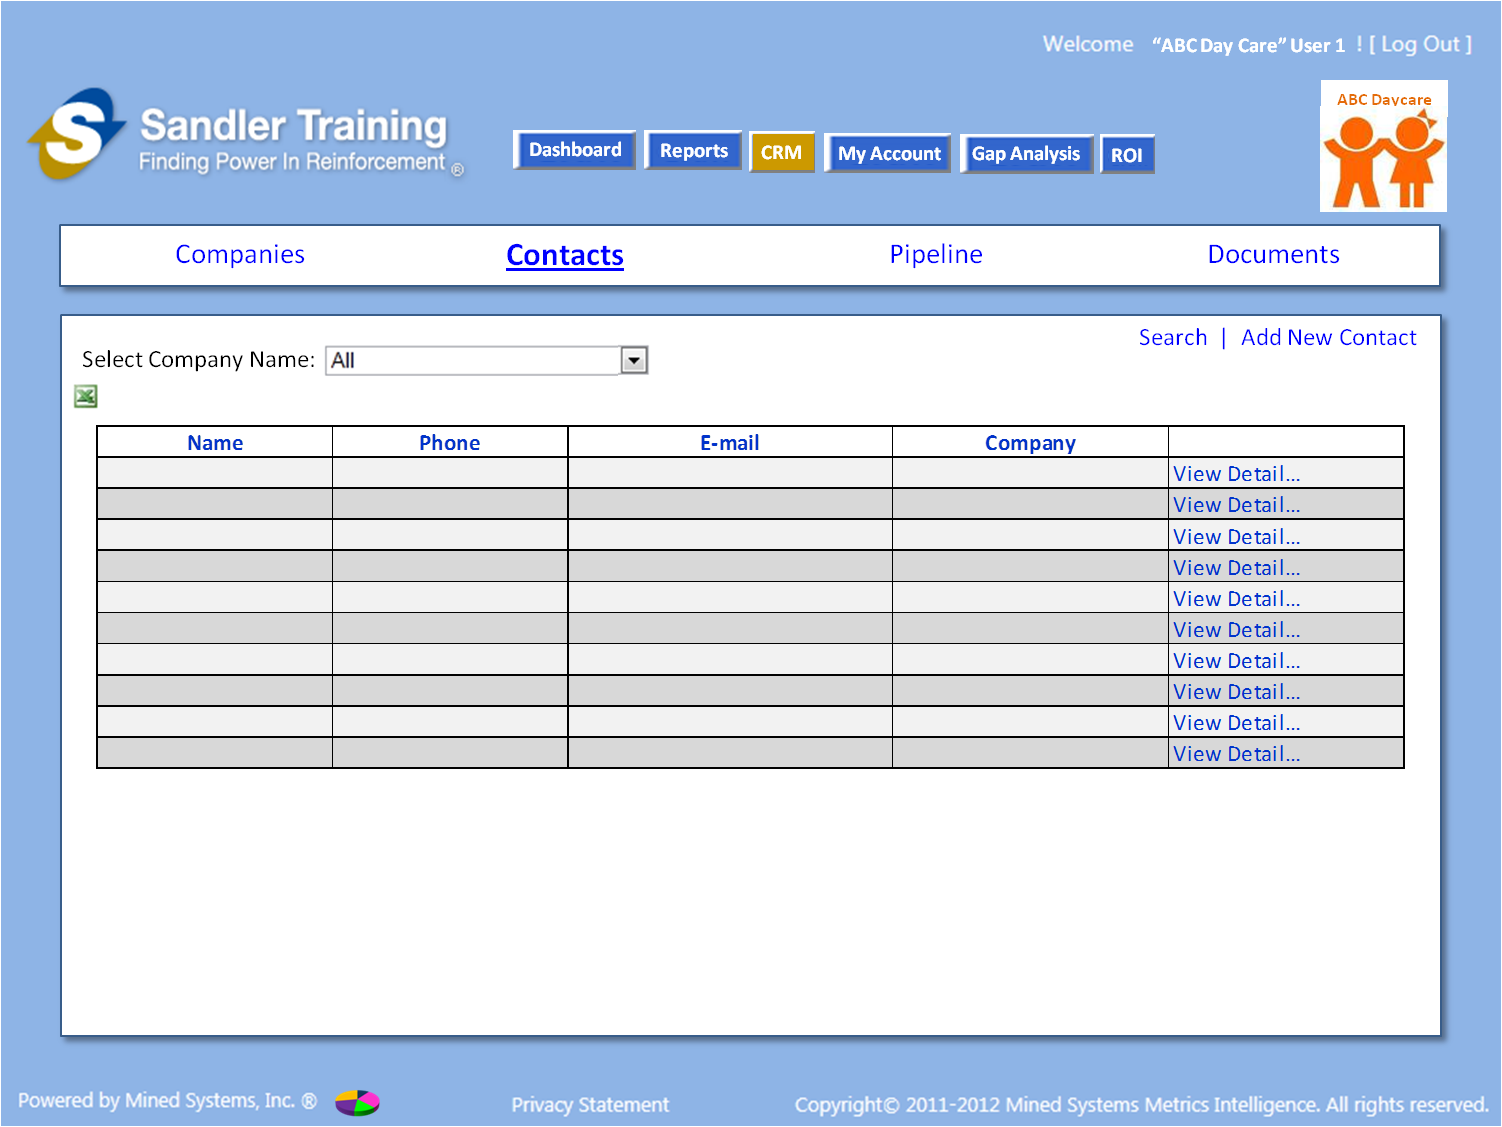 Welcome “ABC Day Care” User 1 ! [ Log Out ]
ABC Daycare
Sandler Training
Finding Power In Reinforcement ®
Dashboard Reports CRM My Account Gap Analysis ROI
Companies Contacts Pipeline Documents
Search | Add New Contact
Select Company Name: All
Name Phone E-mail Company
View Detail...
View Detail...
View Detail...
View Detail...
View Detail...
View Detail...
View Detail...
View Detail...
View Detail...
View Detail...
Powered by Mined Systems, Inc. ® Privacy Statement Copyright© 2011-2012 Mined Systems Metrics Intelligence. All rights reserved.